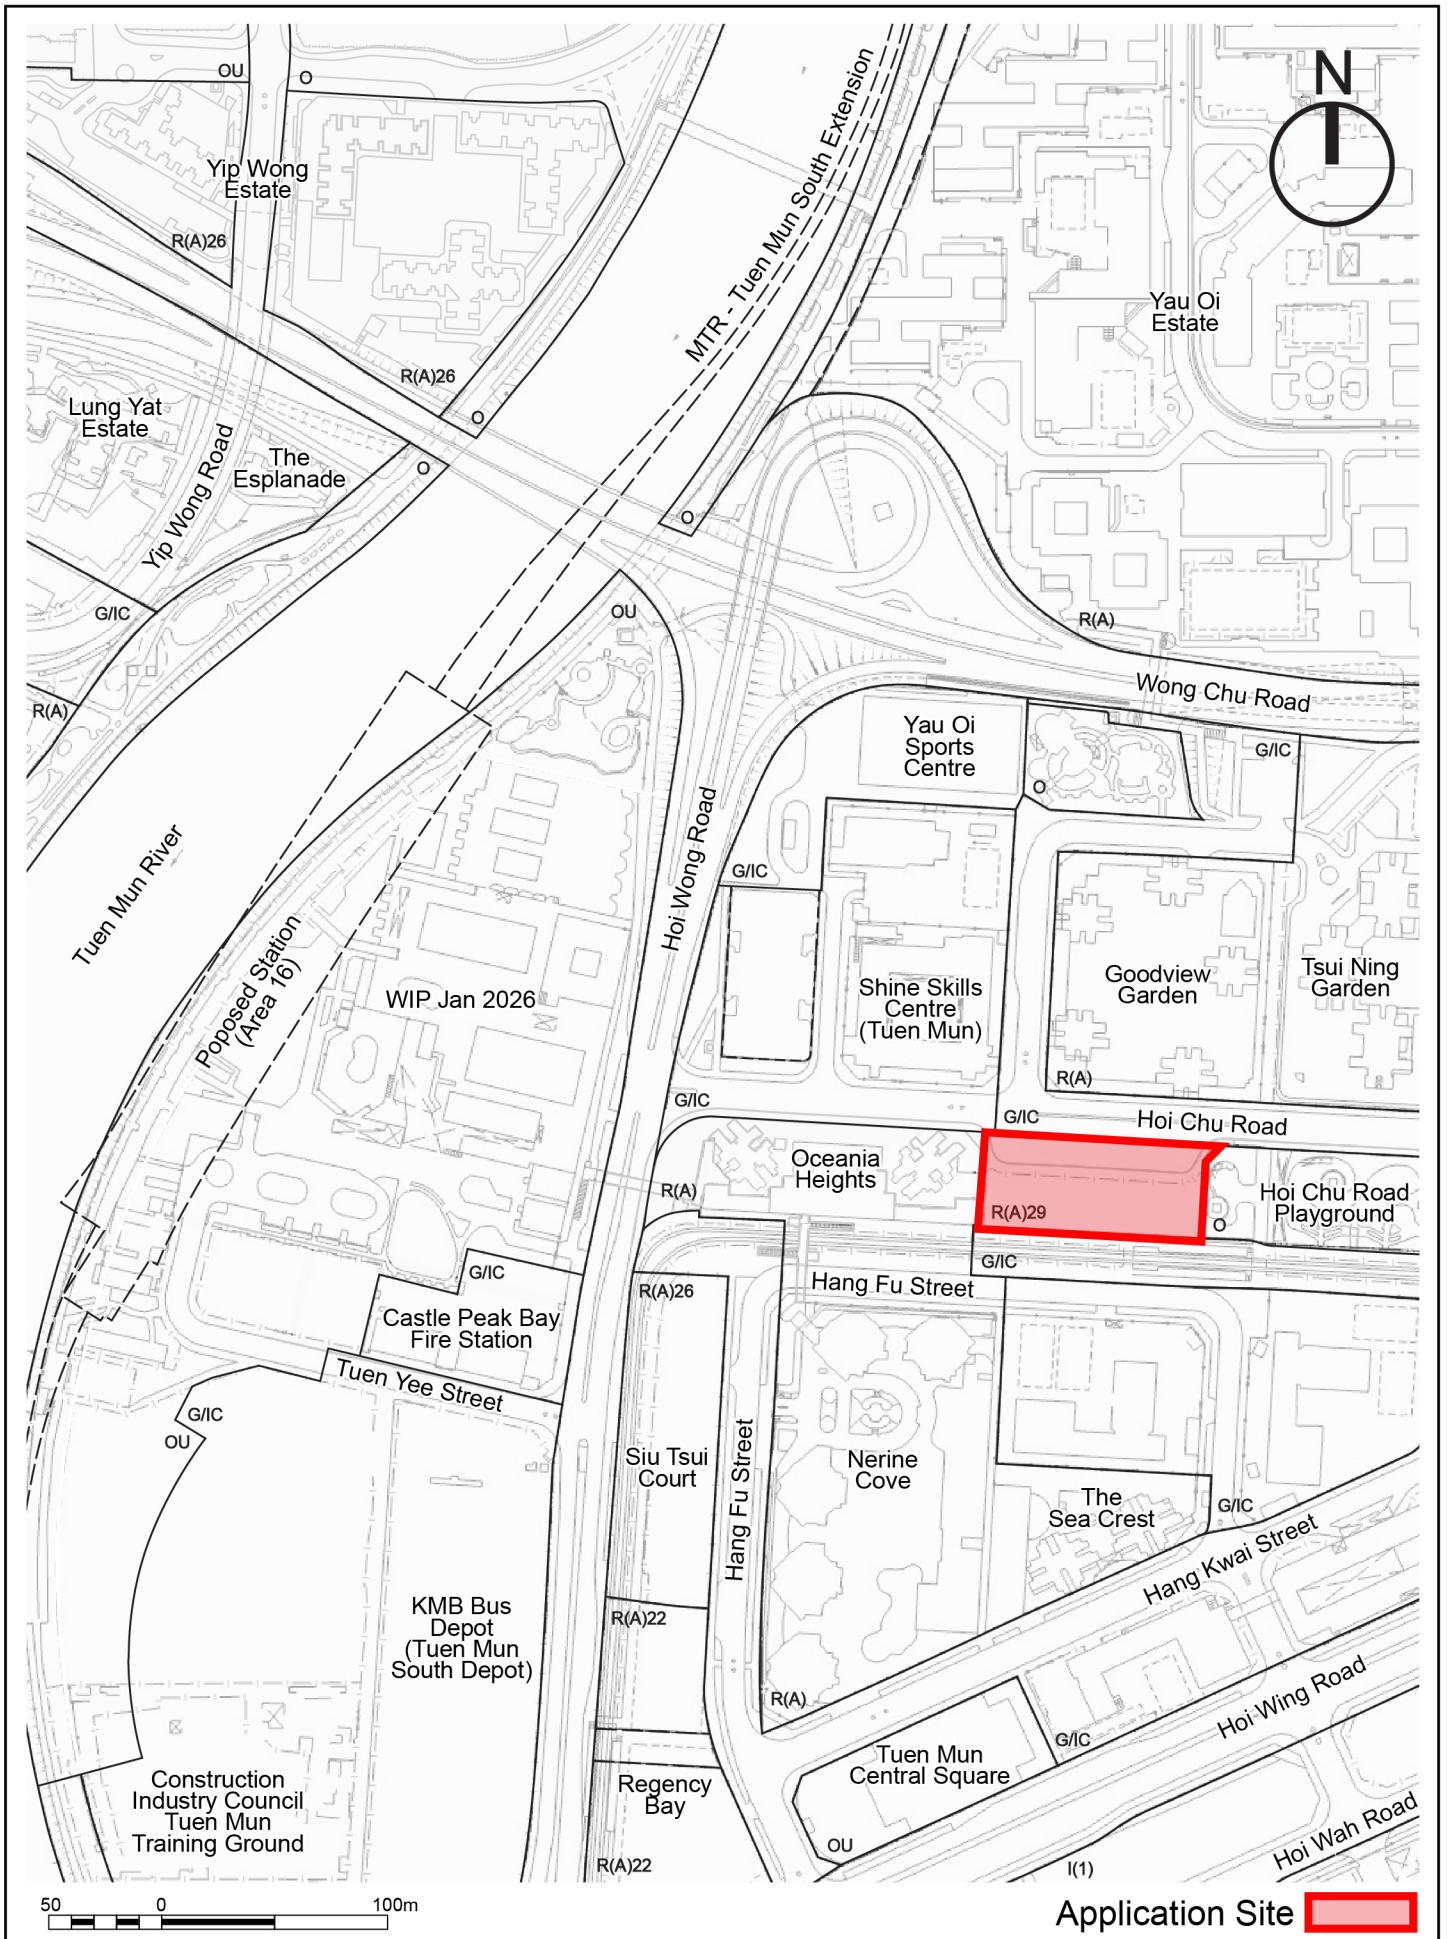 N
OU
O
Yip Wong
Estate
R(A)26
MTR - Tuen Mun South Extension
Yau Oi
Estate
R(A)26
O
Lung Yat
Estate
The
Esplanade
O
Yip Wong Road
O
G/IC
OU
R(A)
R(A)
Wong Chu Road
Yau Oi
Sports
Centre
G/IC
O
Tuen Mun River
Hoi Wong Road
G/IC
Poposed Station
(Area 16)
WIP Jan 2026
Shine Skills
Centre
(Tuen Mun)
Goodview
Garden
Tsui Ning
Garden
R(A)
G/IC
G/IC
Hoi Chu Road
Oceania
Heights
R(A)
R(A)29
O
Hoi Chu Road
Playground
G/IC
G/IC
Hang Fu Street
R(A)26
Castle Peak Bay
Fire Station
Tuen Yee Street
G/IC
OU
Siu Tsui
Court
Hang Fu Street
Nerine
Cove
The
Sea Crest
G/IC
Hang Kwai Street
KMB Bus
Depot
(Tuen Mun
South Depot)
R(A)22
R(A)
Hoi Wing Road
G/IC
Tuen Mun
Central Square
Construction
Industry Council
Tuen Mun
Training Ground
Regency
Bay
OU
R(A)22
I(1)
Hoi Wah Road
50 0 100m
Application Site